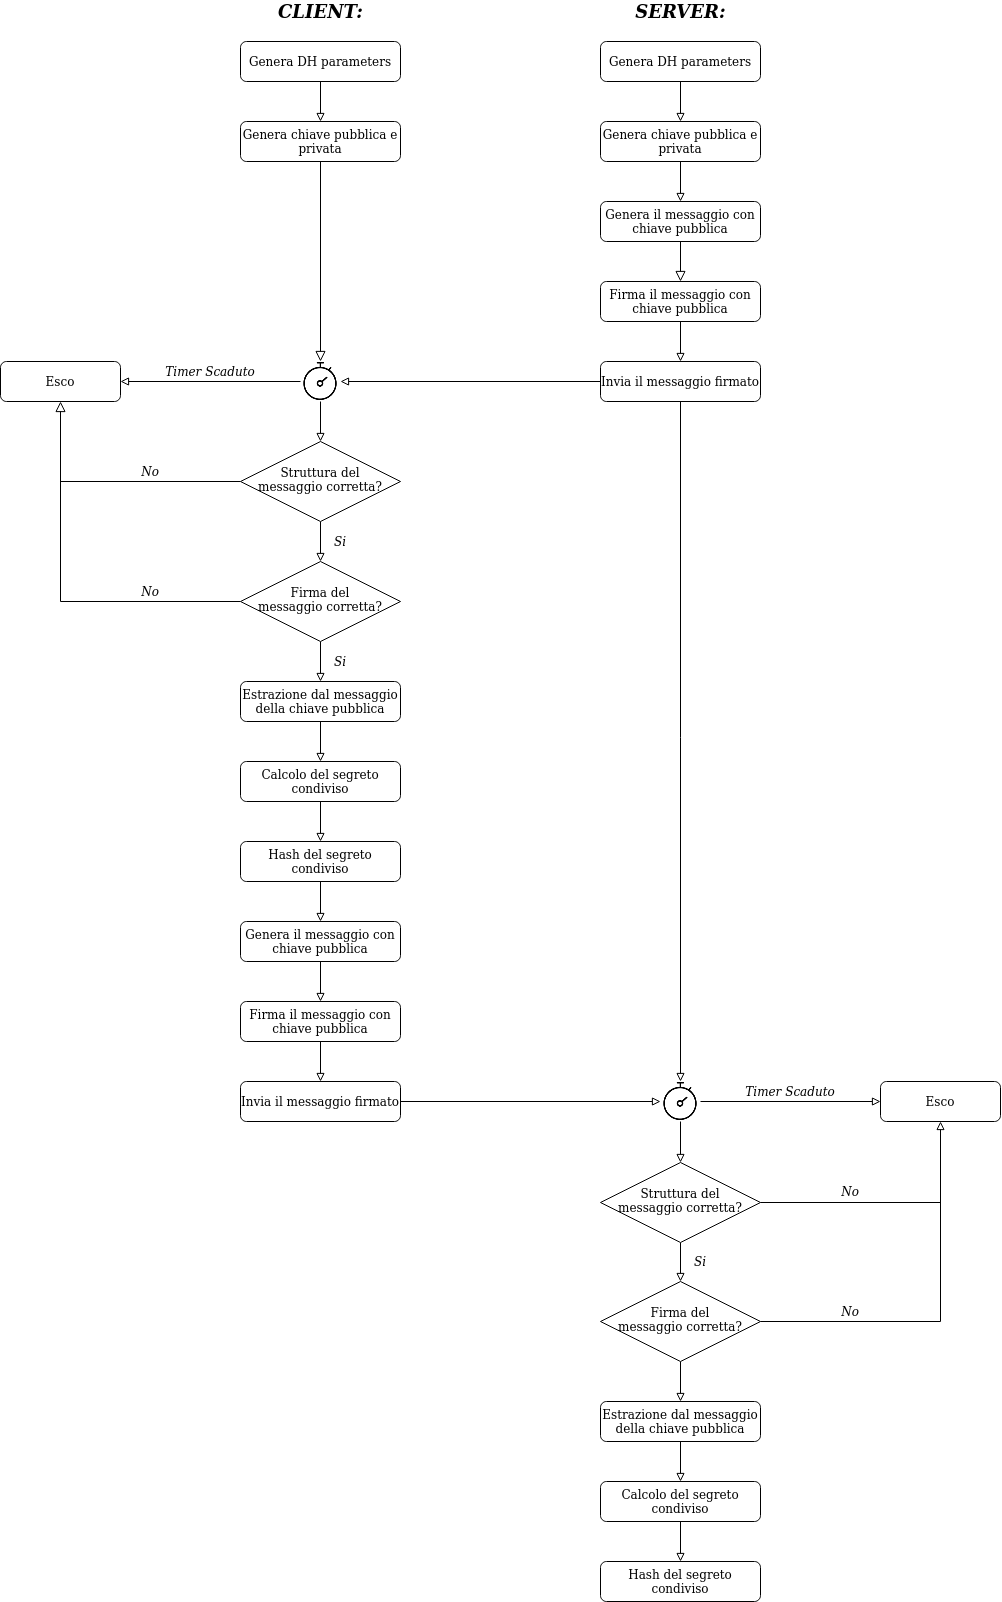 CLIENT:
SERVER:
Genera DH parameters
Genera DH parameters
Genera chiave pubblica e
privata
Genera chiave pubblica e
privata
Genera il messaggio con
chiave pubblica
Firma il messaggio con
chiave pubblica
Esco
Timer Scaduto
Invia il messaggio firmato
Struttura del
messaggio corretta?
No
Si
Firma del
messaggio corretta?
No
Si
Estrazione dal messaggio
della chiave pubblica
Calcolo del segreto
condiviso
Hash del segreto
condiviso
Genera il messaggio con
chiave pubblica
Firma il messaggio con
chiave pubblica
Invia il messaggio firmato
Timer Scaduto
Esco
Struttura del
messaggio corretta?
No
Si
Firma del
messaggio corretta?
No
Estrazione dal messaggio
della chiave pubblica
Calcolo del segreto
condiviso
Hash del segreto
condiviso